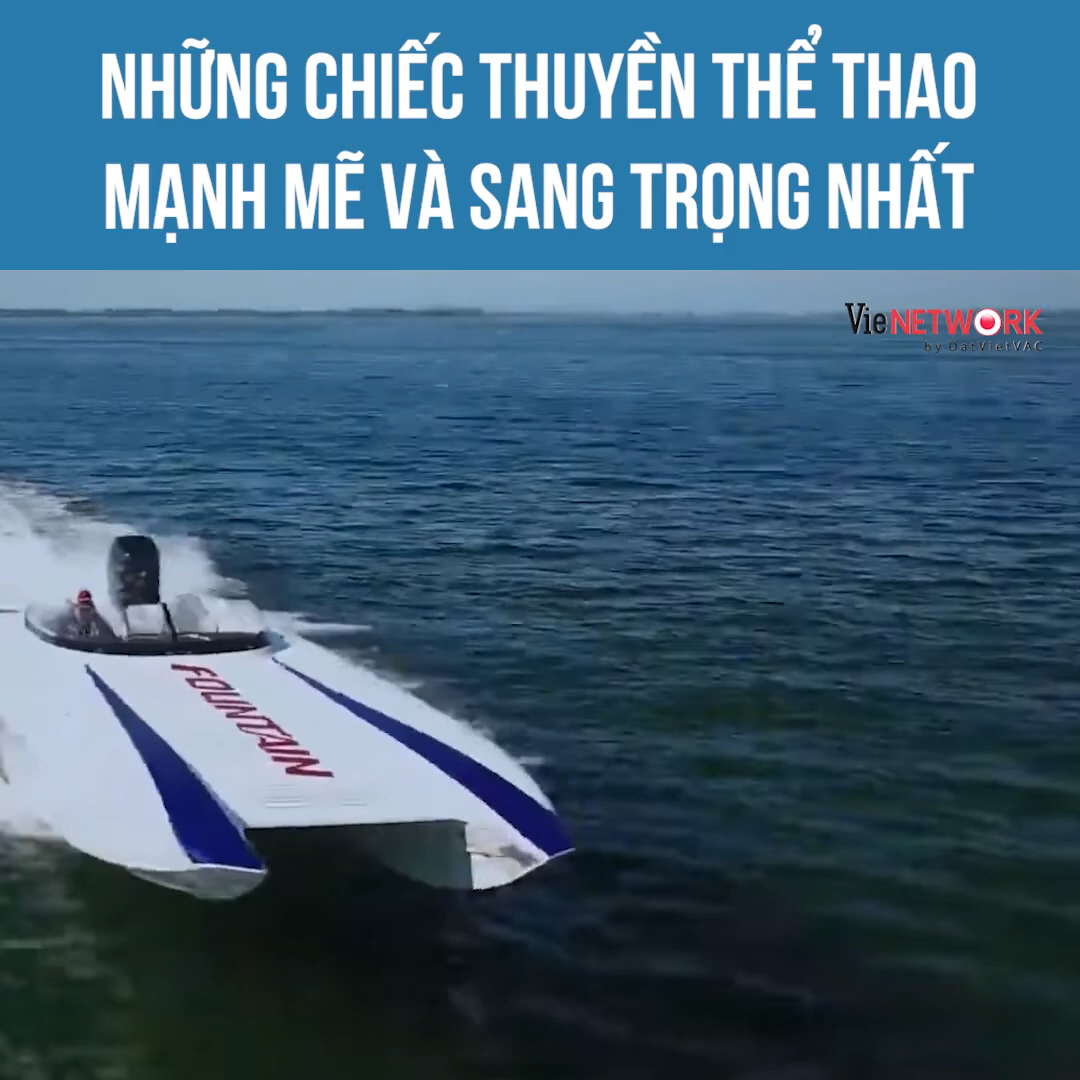 NHỮNG CHIẾC THUYỀN THỂ THAO
MẠNH MẼ VÀ SANG TRỌNG NHẤT
VieNETWORK
by DatVietVAC
FOUNTAIN